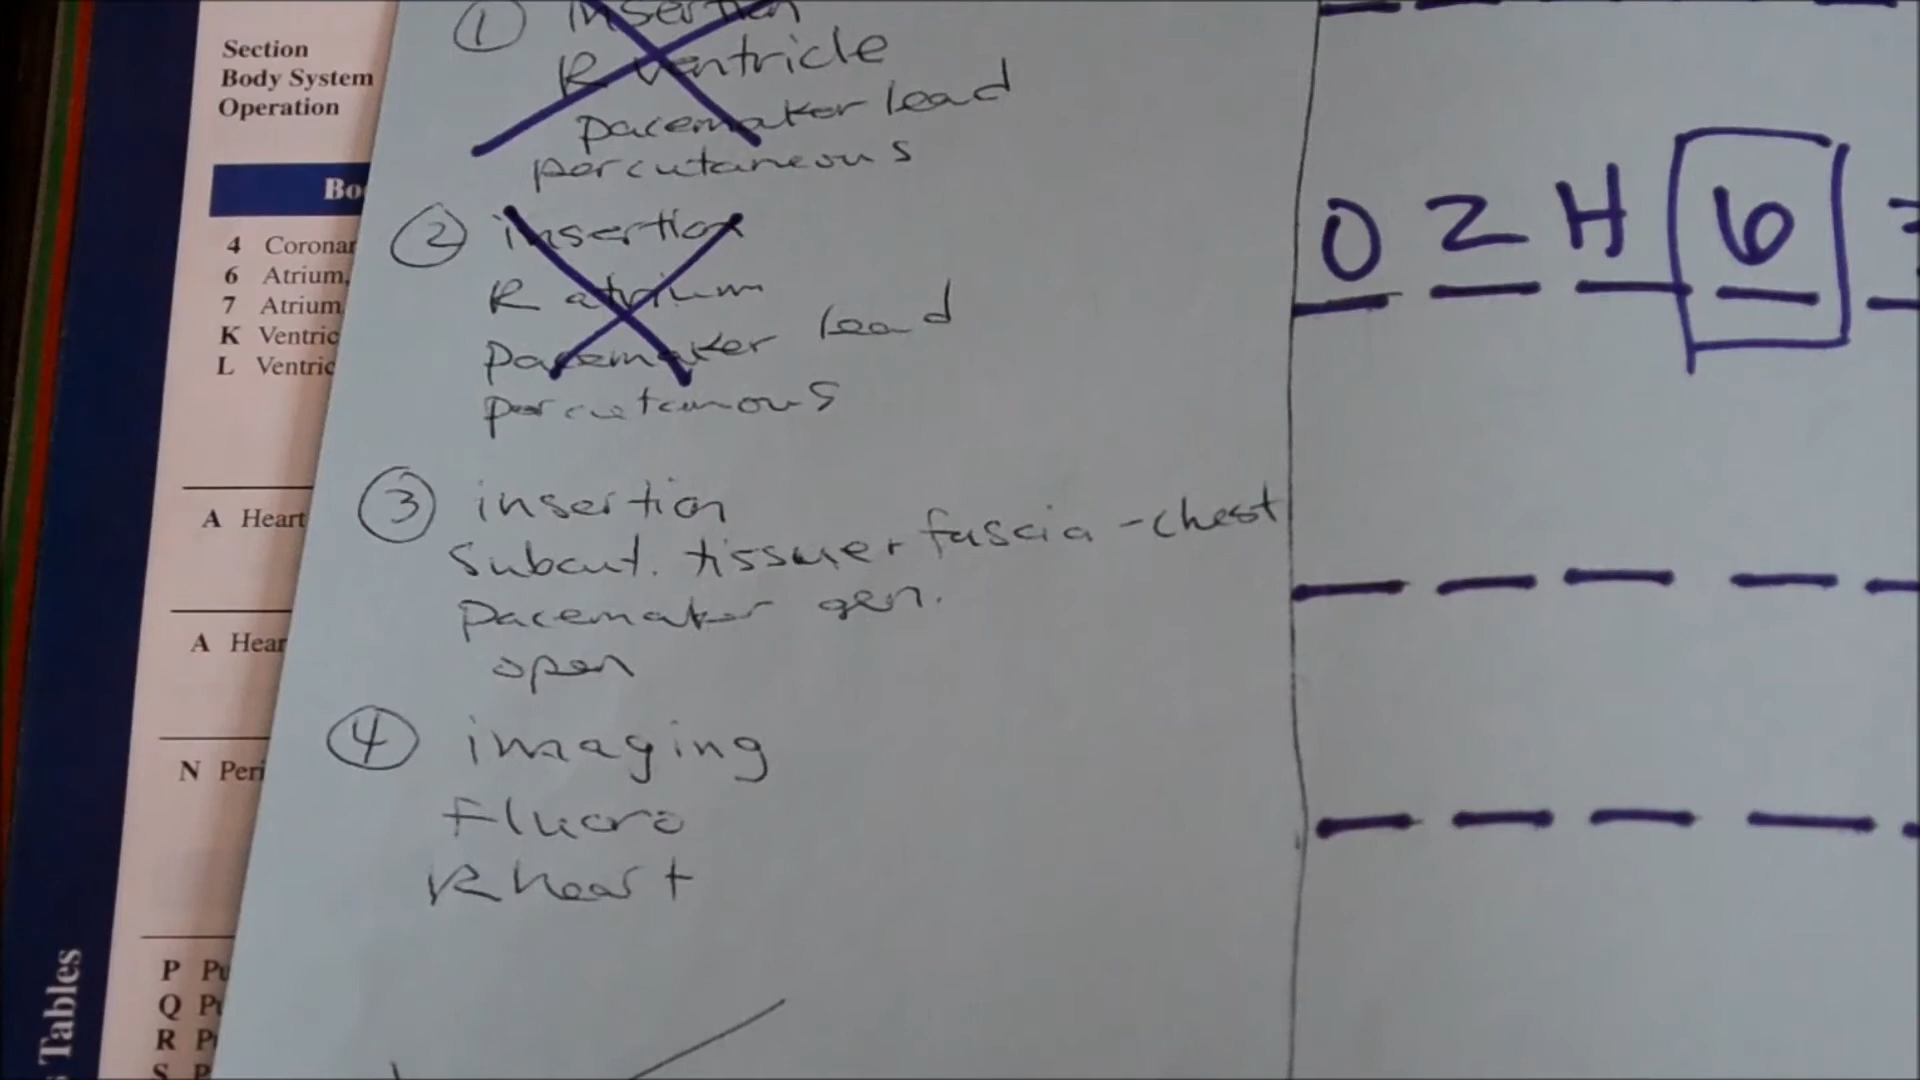 Section
Body System
Operation
Bo
4 Coronar
6 Atrium,
7 Atrium
K Ventric
L Ventric
A Heart
A Hear
N Peri
P Pu
Q Pu
R P
S P
Tables
① insertion
R ventricle
pacemaker lead
percutaneous
② insertion
R atrium
pacemaker lead
percutaneous
③ insertion
Subcut. tissue + fascia - chest
pacemaker gen.
open
④ imaging
Fluoro
R heart
0 2 H 6